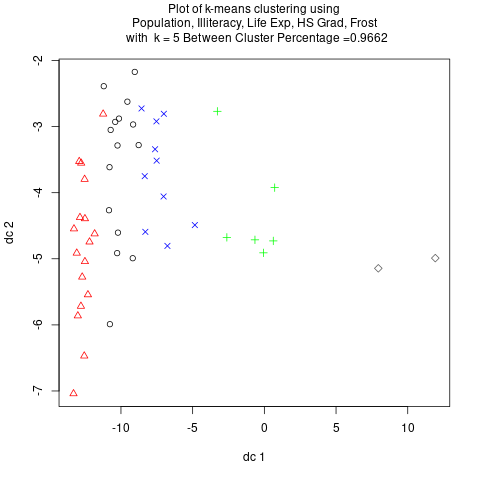 Plot of k-means clustering using
Population, Illiteracy, Life Exp, HS Grad, Frost
with k = 5 Between Cluster Percentage =0.9662
-2
-3
-4
-5
-6
-7
dc 2
-10 -5 0 5 10
dc 1